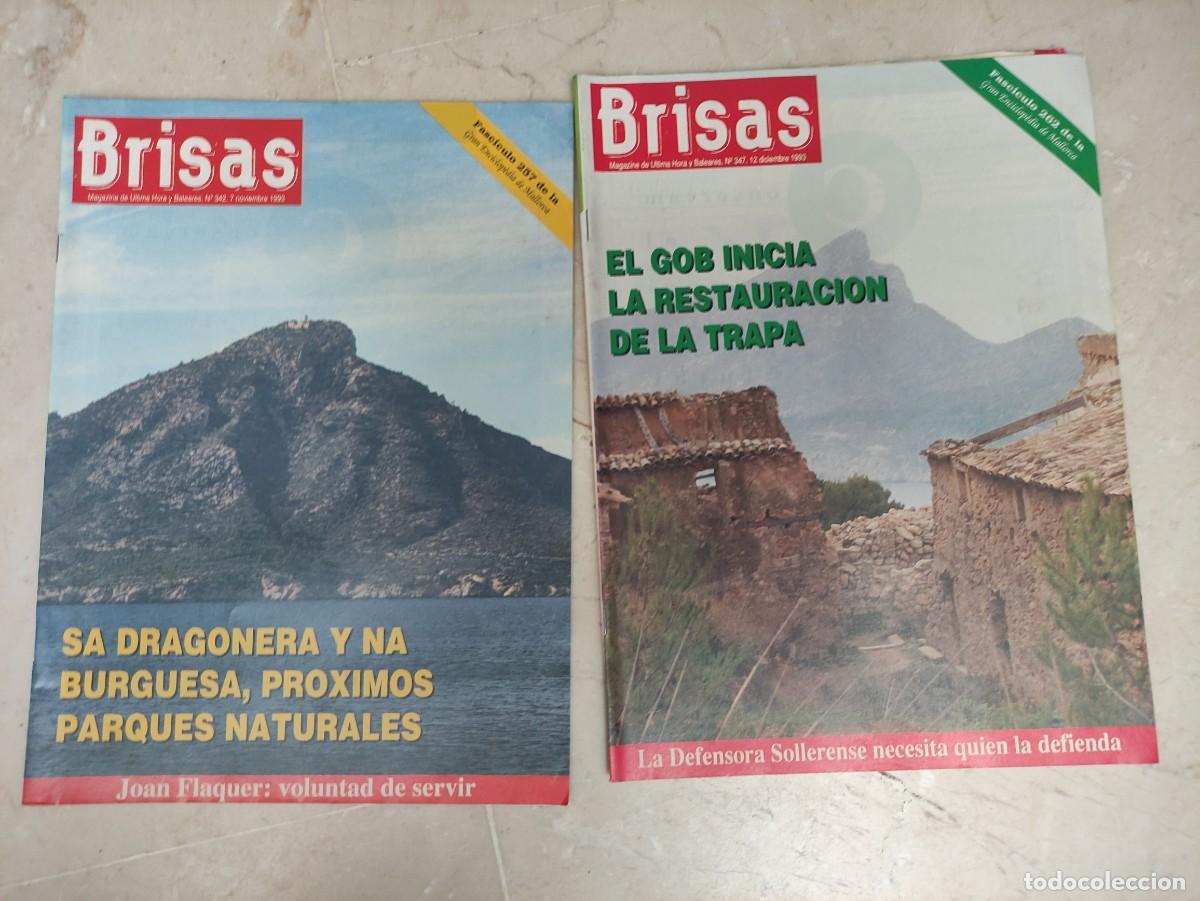 Brisas
Magazine de Ultima Hora y Baleares. Nº 342. 7 noviembre 1993
Fascículo 257 de la
Gran Enciclopèdia de Mallorca
SA DRAGONERA Y NA
BURGUESA, PROXIMOS
PARQUES NATURALES
Joan Flaquer: voluntad de servir
Brisas
Magazine de Ultima Hora y Baleares. Nº 347. 12 diciembre 1993
Fascículo 262 de la
Gran Enciclopèdia de Mallorca
EL GOB INICIA
LA RESTAURACION
DE LA TRAPA
La Defensora Sollerense necesita quien la defienda
todocoleccion